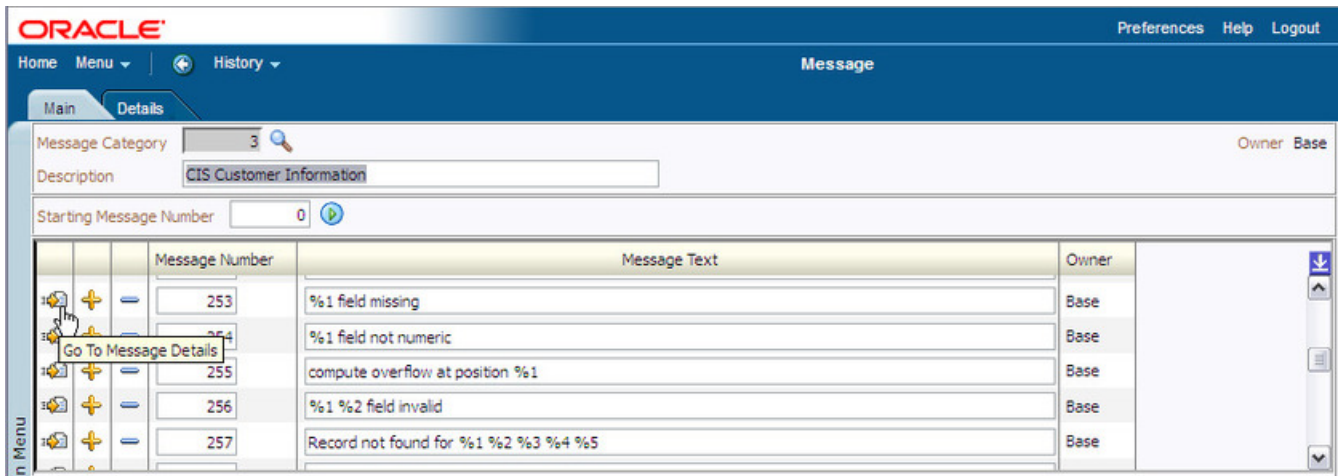 ORACLE
Preferences Help Logout
Home Menu History Message
Main Details
Message Category 3 Owner Base
Description CIS Customer Information
Starting Message Number 0
Message Number Message Text Owner
253 %1 field missing Base
254 %1 field not numeric Base
Go To Message Details
255 compute overflow at position %1 Base
256 %1 %2 field invalid Base
257 Record not found for %1 %2 %3 %4 %5 Base
n Menu